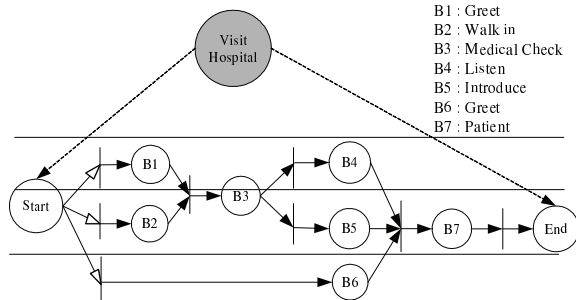 Visit
Hospital
B1 : Greet
B2 : Walk in
B3 : Medical Check
B4 : Listen
B5 : Introduce
B6 : Greet
B7 : Patient
Start
B1
B2
B3
B4
B5
B6
B7
End